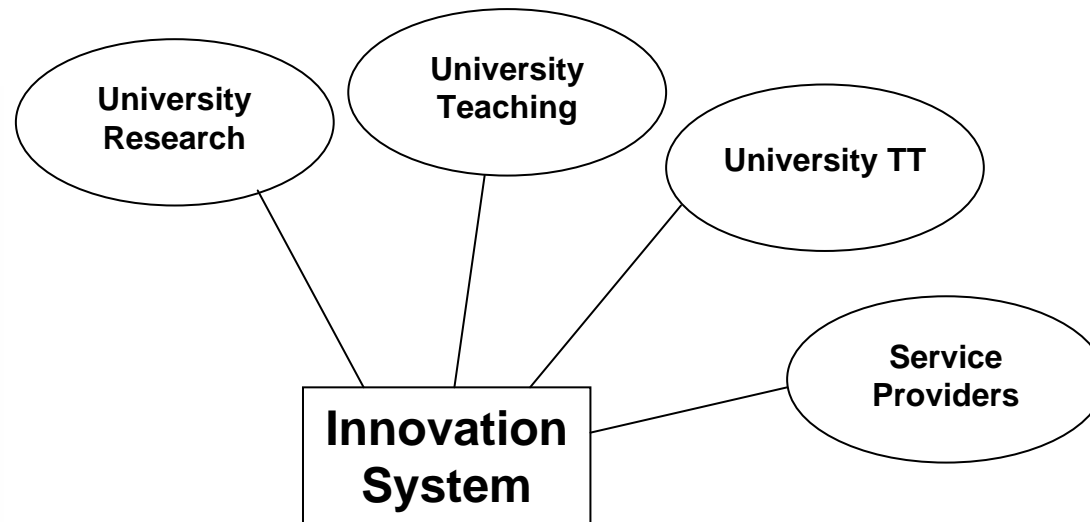 University
Research
University
Teaching
University TT
Service
Providers
Innovation
System